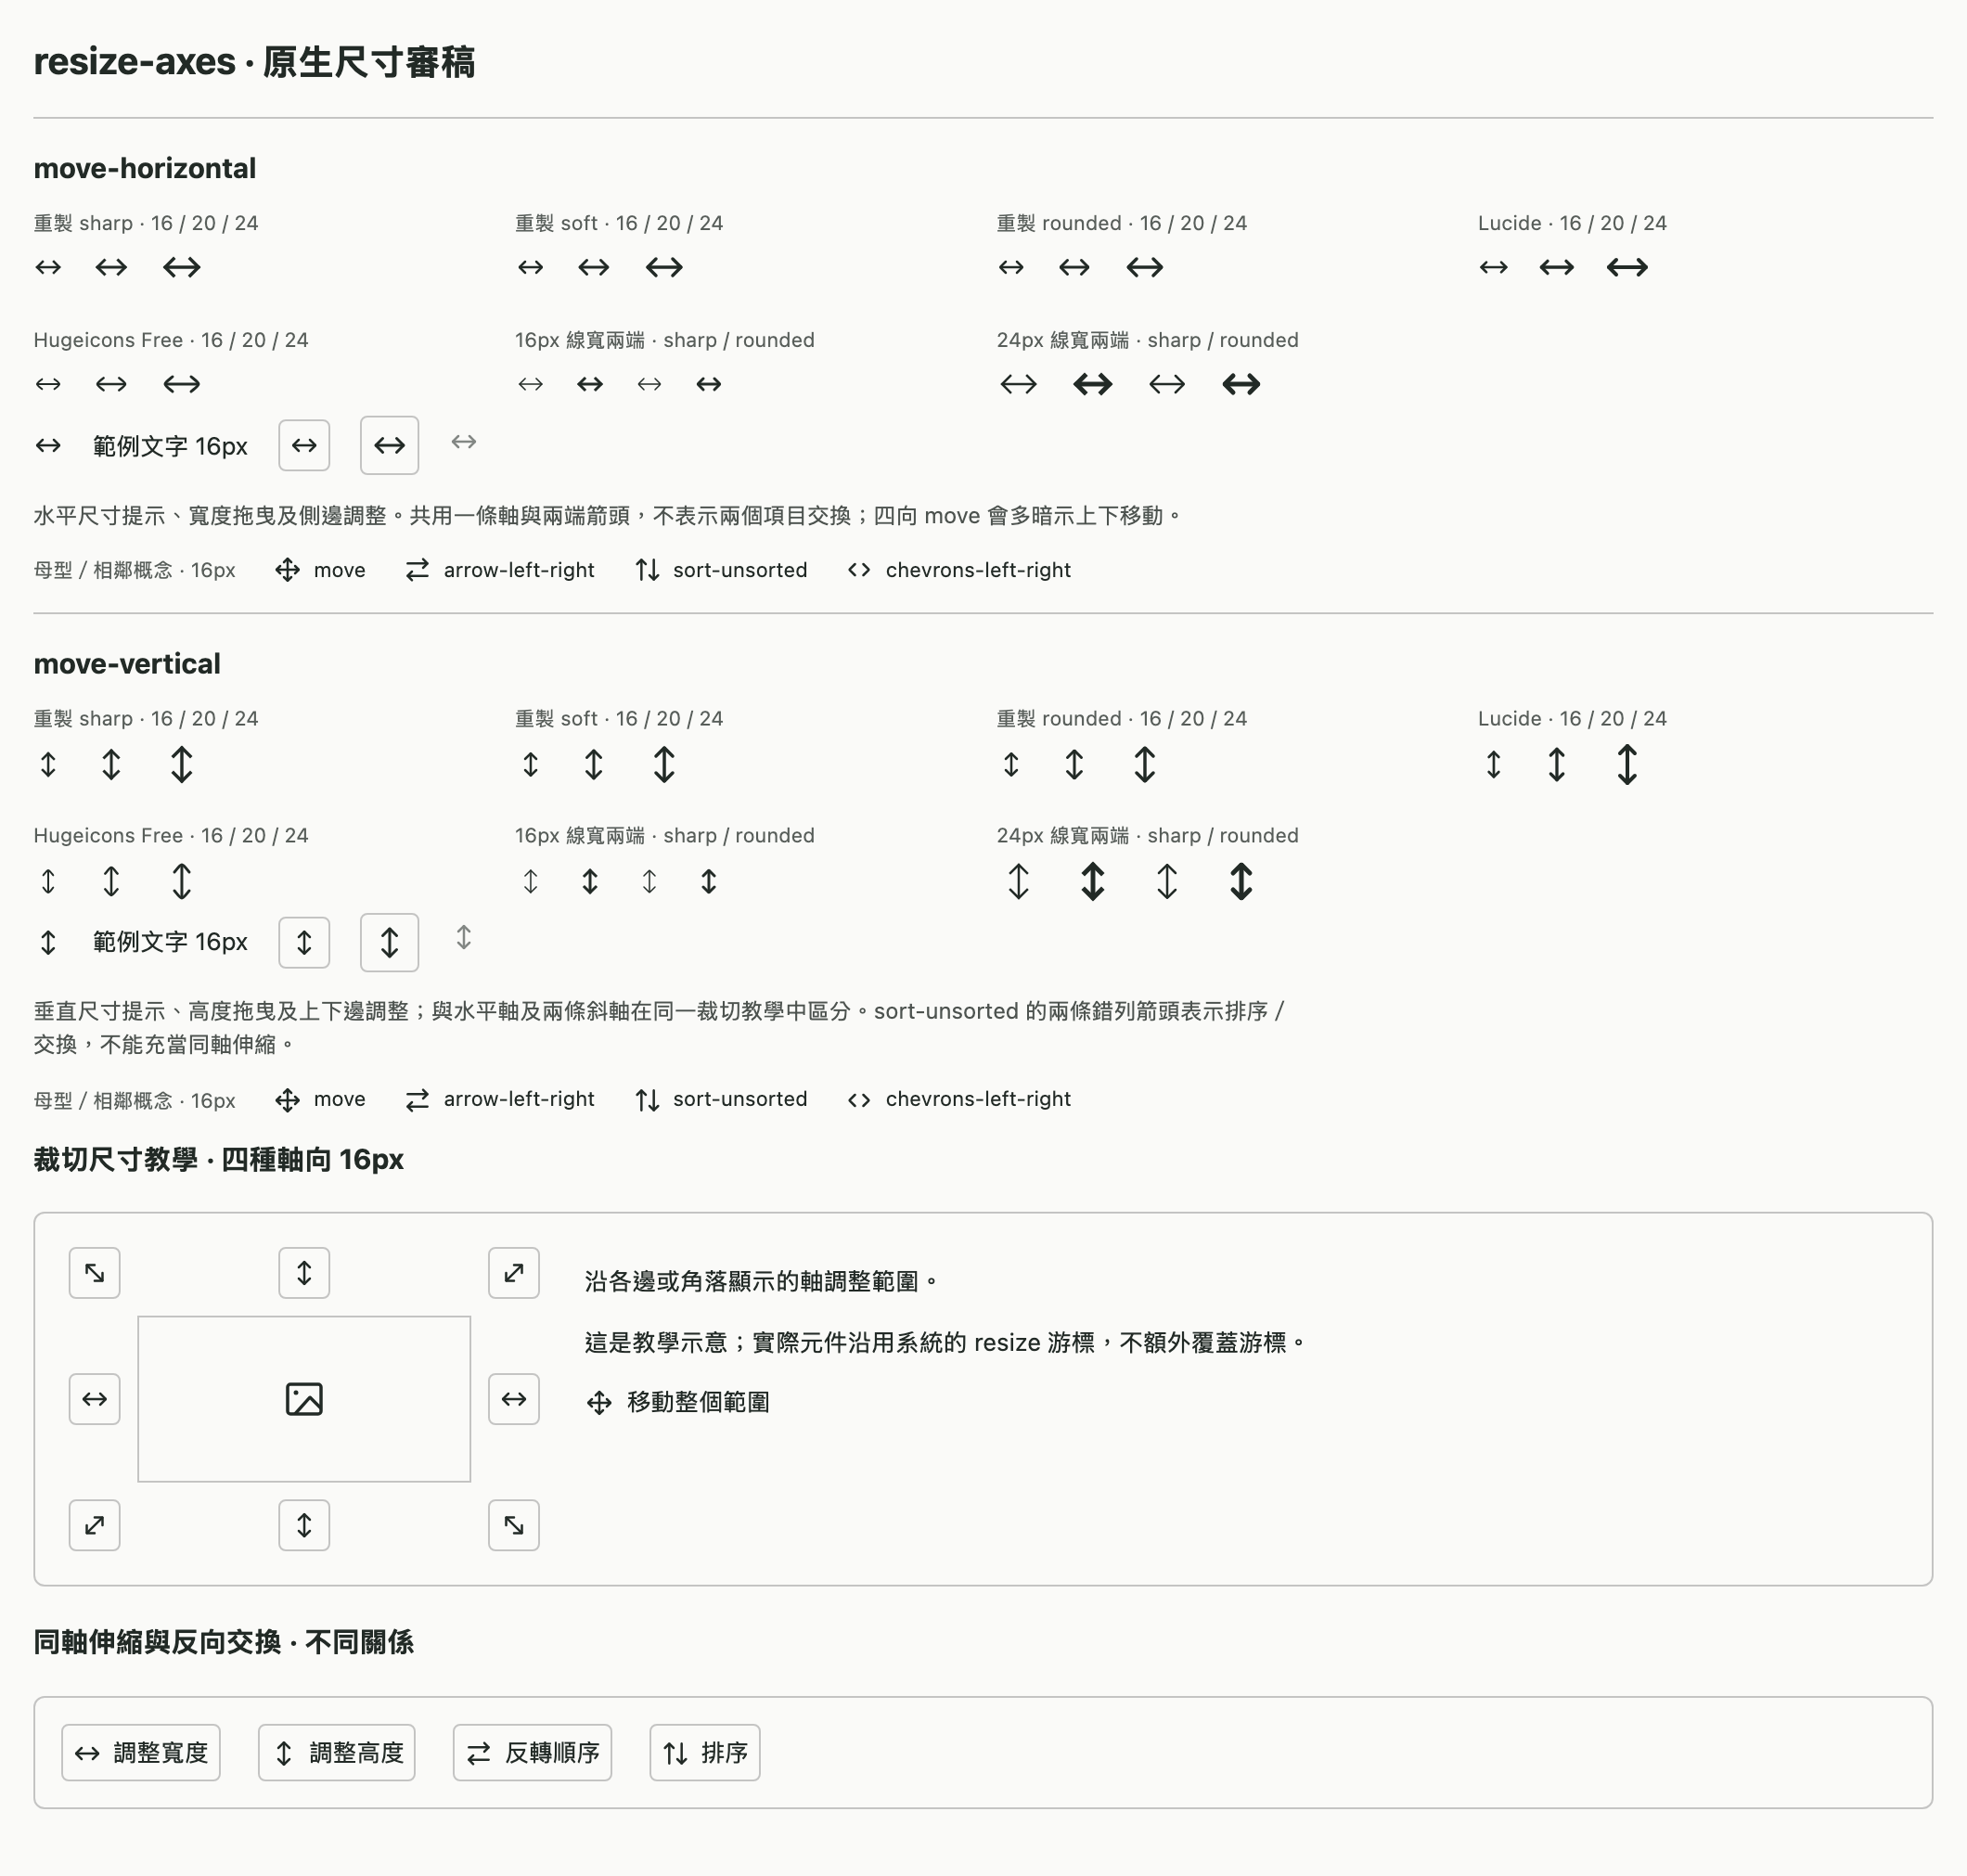 resize-axes · 原生尺寸審稿
move-horizontal
重製 sharp · 16 / 20 / 24
重製 soft · 16 / 20 / 24
重製 rounded · 16 / 20 / 24
Lucide · 16 / 20 / 24
Hugeicons Free · 16 / 20 / 24
16px 線寬兩端 · sharp / rounded
24px 線寬兩端 · sharp / rounded
範例文字 16px
水平尺寸提示、寬度拖曳及側邊調整。共用一條軸與兩端箭頭，不表示兩個項目交換；四向 move 會多暗示上下移動。
母型 / 相鄰概念 · 16px
move
arrow-left-right
sort-unsorted
chevrons-left-right
move-vertical
重製 sharp · 16 / 20 / 24
重製 soft · 16 / 20 / 24
重製 rounded · 16 / 20 / 24
Lucide · 16 / 20 / 24
Hugeicons Free · 16 / 20 / 24
16px 線寬兩端 · sharp / rounded
24px 線寬兩端 · sharp / rounded
範例文字 16px
垂直尺寸提示、高度拖曳及上下邊調整；與水平軸及兩條斜軸在同一裁切教學中區分。sort-unsorted 的兩條錯列箭頭表示排序 /
交換，不能充當同軸伸縮。
母型 / 相鄰概念 · 16px
move
arrow-left-right
sort-unsorted
chevrons-left-right
裁切尺寸教學 · 四種軸向 16px
沿各邊或角落顯示的軸調整範圍。
這是教學示意；實際元件沿用系統的 resize 游標，不額外覆蓋游標。
移動整個範圍
同軸伸縮與反向交換 · 不同關係
調整寬度
調整高度
反轉順序
排序